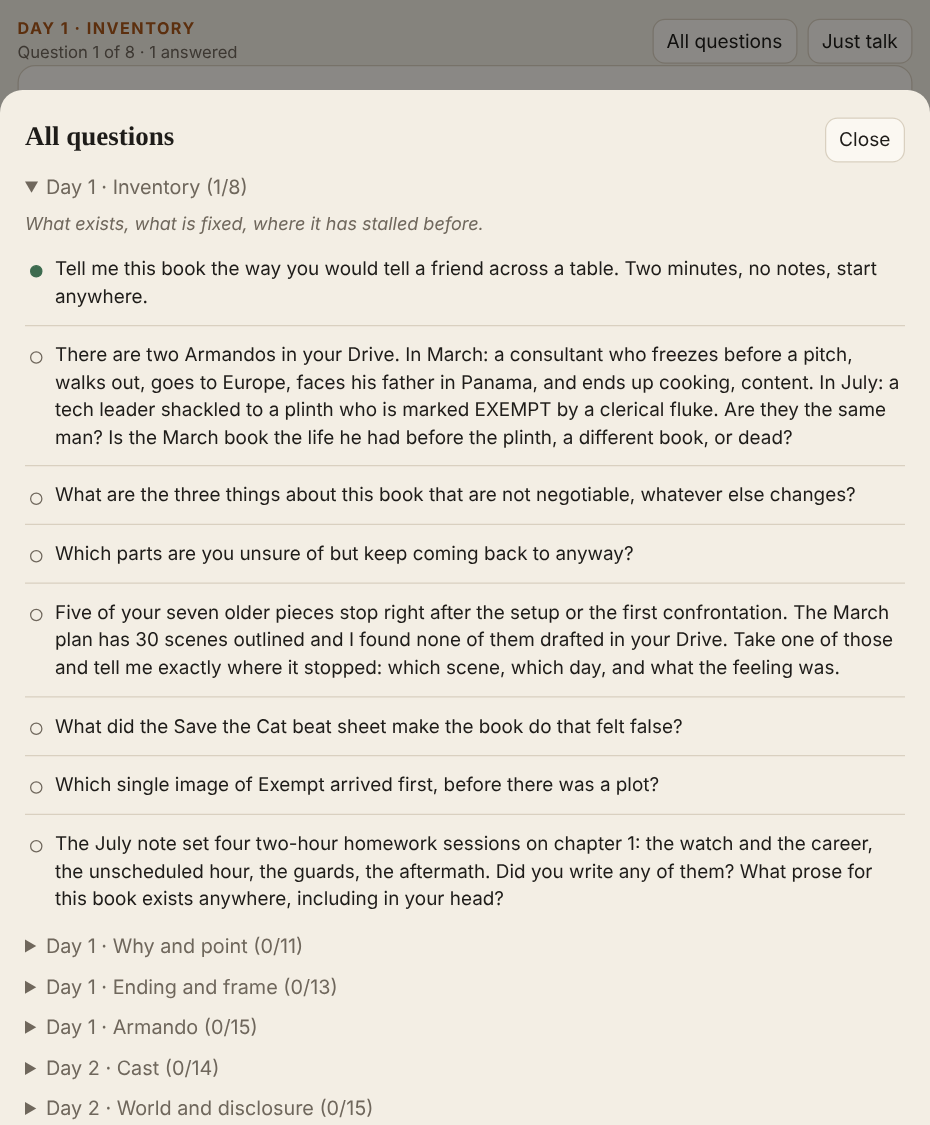 DAY 1 · INVENTORY
Question 1 of 8 · 1 answered
All questions
Just talk
All questions
Close
Day 1 · Inventory (1/8)
What exists, what is fixed, where it has stalled before.
Tell me this book the way you would tell a friend across a table. Two minutes, no notes, start
anywhere.
There are two Armandos in your Drive. In March: a consultant who freezes before a pitch,
walks out, goes to Europe, faces his father in Panama, and ends up cooking, content. In July: a
tech leader shackled to a plinth who is marked EXEMPT by a clerical fluke. Are they the same
man? Is the March book the life he had before the plinth, a different book, or dead?
What are the three things about this book that are not negotiable, whatever else changes?
Which parts are you unsure of but keep coming back to anyway?
Five of your seven older pieces stop right after the setup or the first confrontation. The March
plan has 30 scenes outlined and I found none of them drafted in your Drive. Take one of those
and tell me exactly where it stopped: which scene, which day, and what the feeling was.
What did the Save the Cat beat sheet make the book do that felt false?
Which single image of Exempt arrived first, before there was a plot?
The July note set four two-hour homework sessions on chapter 1: the watch and the career,
the unscheduled hour, the guards, the aftermath. Did you write any of them? What prose for
this book exists anywhere, including in your head?
Day 1 · Why and point (0/11)
Day 1 · Ending and frame (0/13)
Day 1 · Armando (0/15)
Day 2 · Cast (0/14)
Day 2 · World and disclosure (0/15)